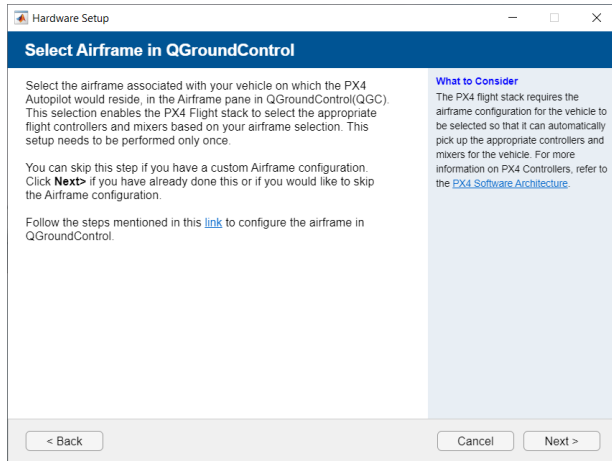 Hardware Setup
Select Airframe in QGroundControl
Select the airframe associated with your vehicle on which the PX4
Autopilot would reside, in the Airframe pane in QGroundControl(QGC).
This selection enables the PX4 Flight stack to select the appropriate
flight controllers and mixers based on your airframe selection. This
setup needs to be performed only once.
You can skip this step if you have a custom Airframe configuration.
Click Next> if you have already done this or if you would like to skip
the Airframe configuration.
Follow the steps mentioned in this link to configure the airframe in
QGroundControl.
What to Consider
The PX4 flight stack requires the
airframe configuration for the vehicle to
be selected so that it can automatically
pick up the appropriate controllers and
mixers for the vehicle. For more
information on PX4 Controllers, refer to
the PX4 Software Architecture.
< Back
Cancel
Next >